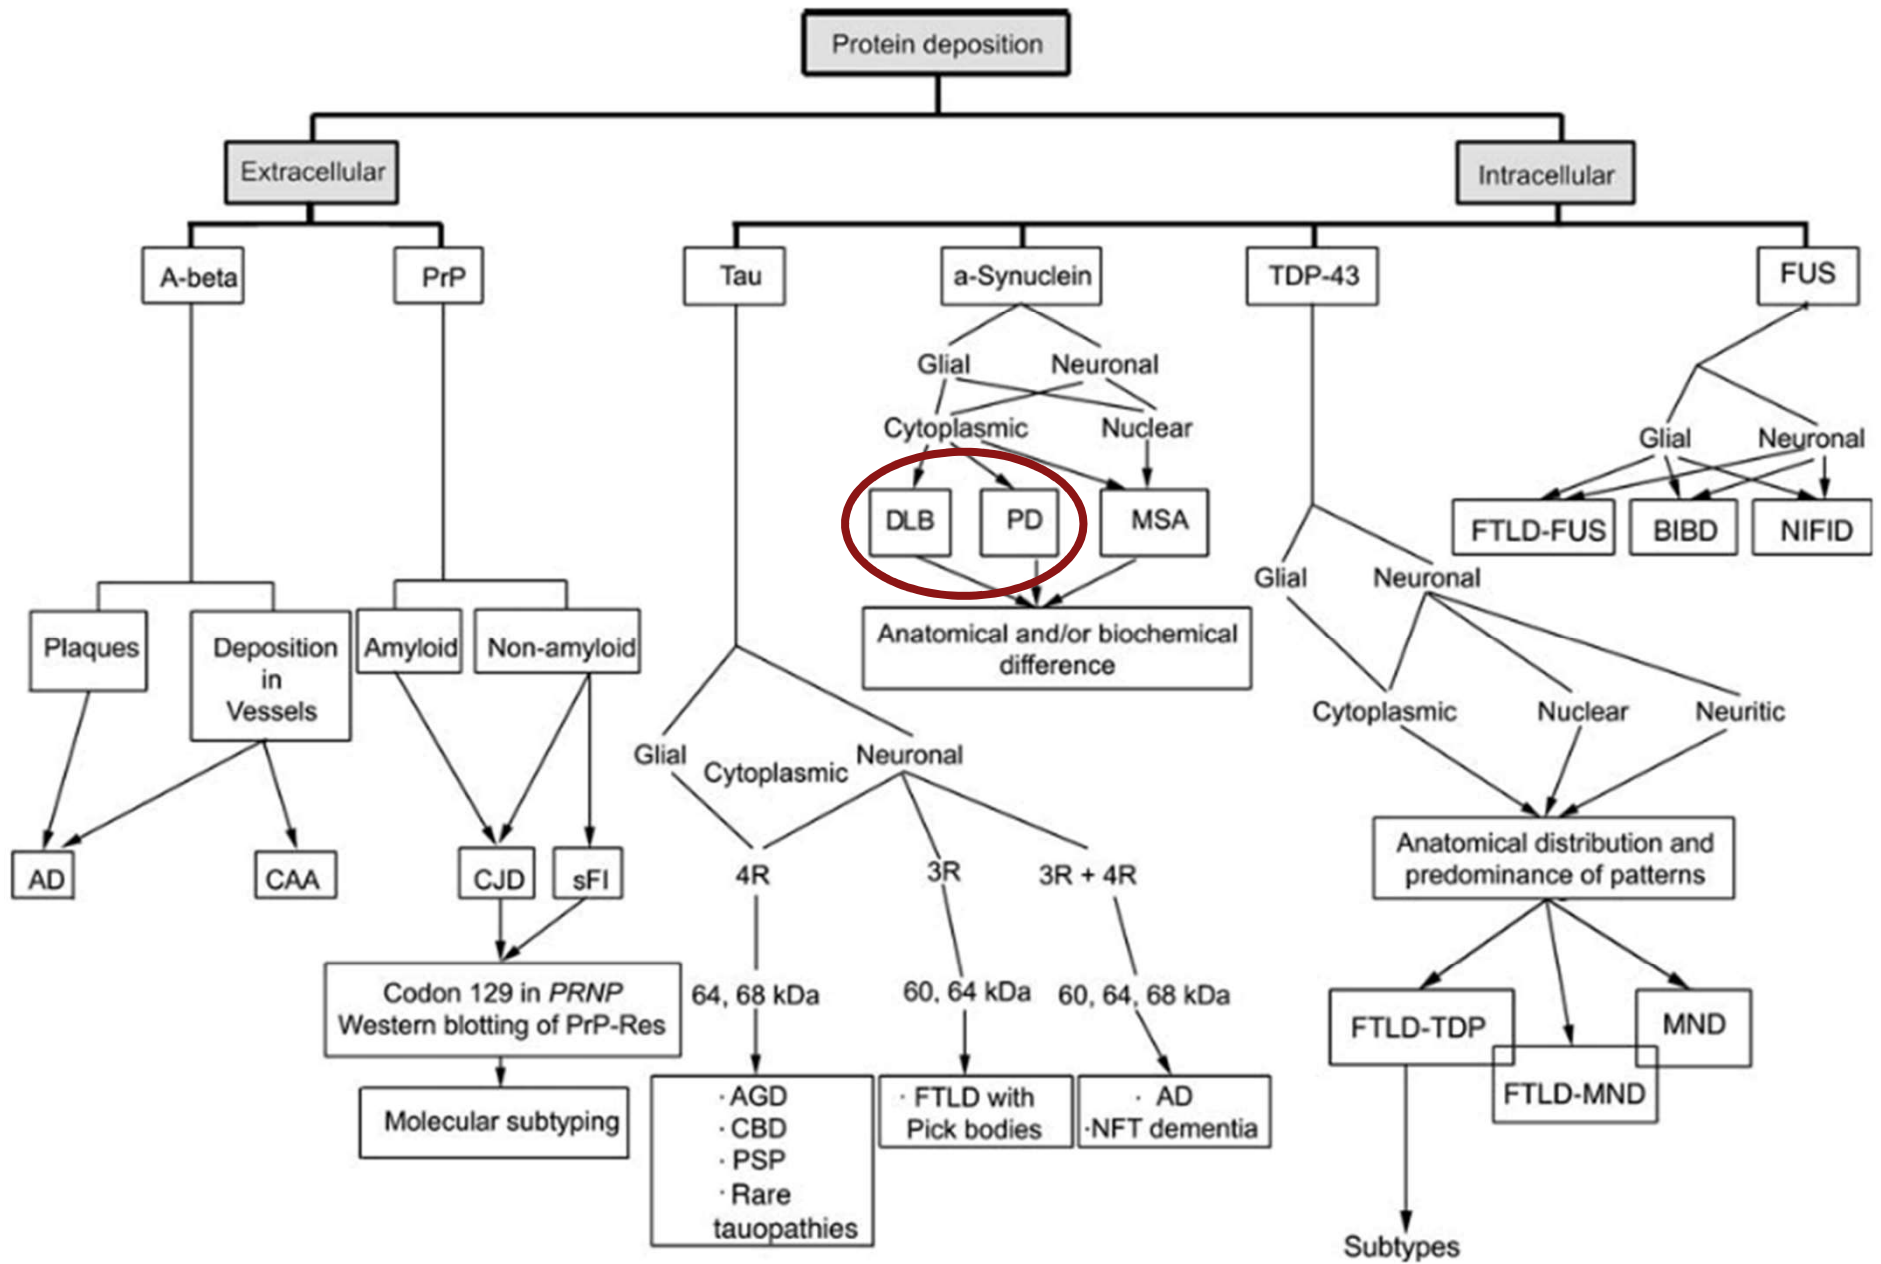 Protein deposition
Extracellular
Intracellular
A-beta
PrP
Tau
a-Synuclein
TDP-43
FUS
Glial
Neuronal
Cytoplasmic
Nuclear
DLB
PD
MSA
Anatomical and/or biochemical
difference
Glial
Neuronal
FTLD-FUS
BIBD
NIFID
Glial
Neuronal
Cytoplasmic
Nuclear
Neuritic
Plaques
Deposition
in
Vessels
Amyloid
Non-amyloid
Glial
Cytoplasmic
Neuronal
AD
CAA
CJD
sFI
4R
3R
3R + 4R
Anatomical distribution and
predominance of patterns
Codon 129 in PRNP
Western blotting of PrP-Res
64, 68 kDa
60, 64 kDa
60, 64, 68 kDa
FTLD-TDP
MND
FTLD-MND
Molecular subtyping
· AGD
· CBD
· PSP
· Rare
tauopathies
· FTLD with
Pick bodies
· AD
·NFT dementia
Subtypes